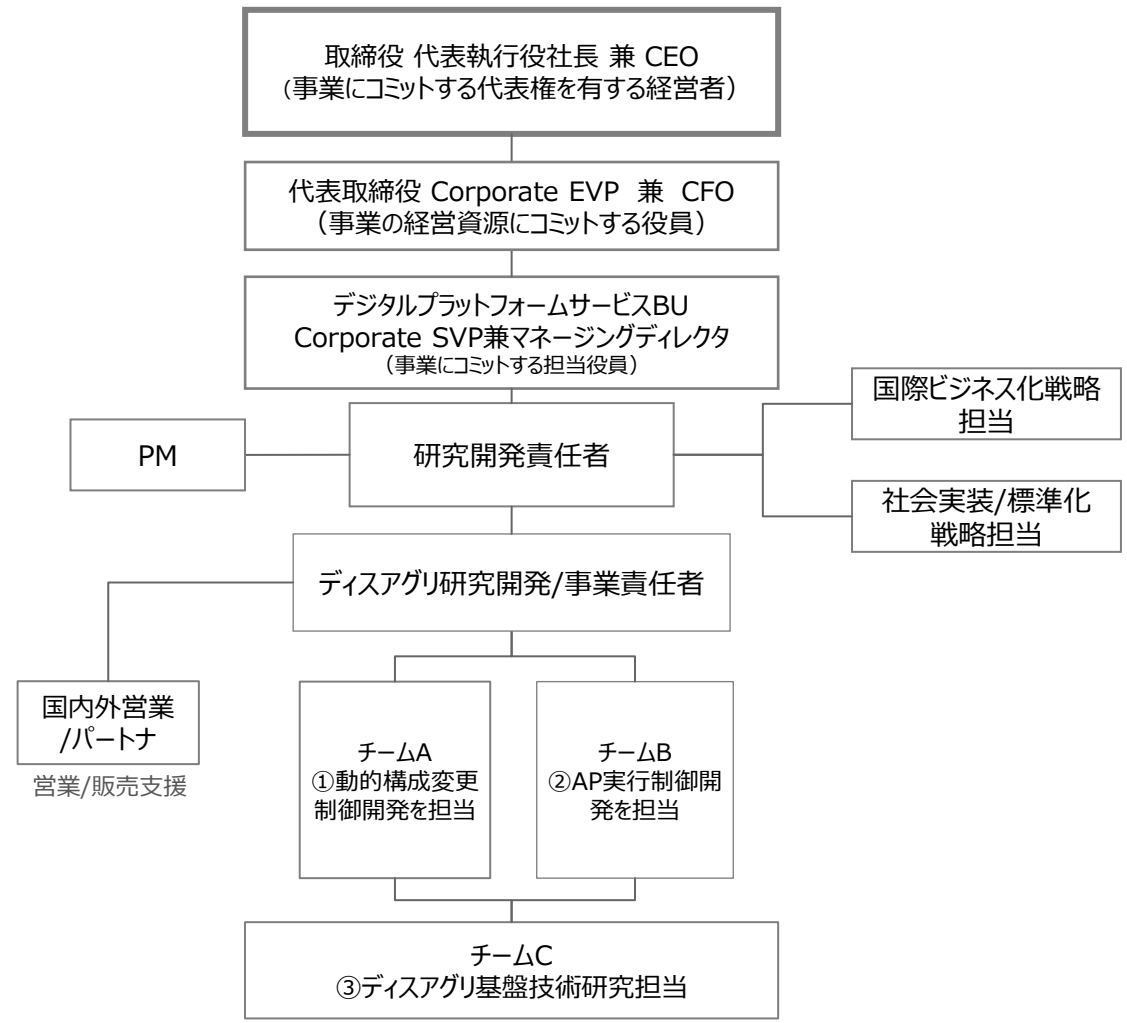 取締役 代表執行役社長 兼 CEO
(事業にコミットする代表権を有する経営者)
代表取締役 Corporate EVP 兼 CFO
(事業の経営資源にコミットする役員)
デジタルプラットフォームサービスBU
Corporate SVP兼マネージングディレクタ
(事業にコミットする担当役員)
国際ビジネス化戦略
担当
PM
研究開発責任者
社会実装/標準化
戦略担当
ディスアグリ研究開発/事業責任者
国内外営業
/パートナ
営業/販売支援
チームA
①動的構成変更
制御開発を担当
チームB
②AP実行制御開
発を担当
チームC
③ディスアグリ基盤技術研究担当